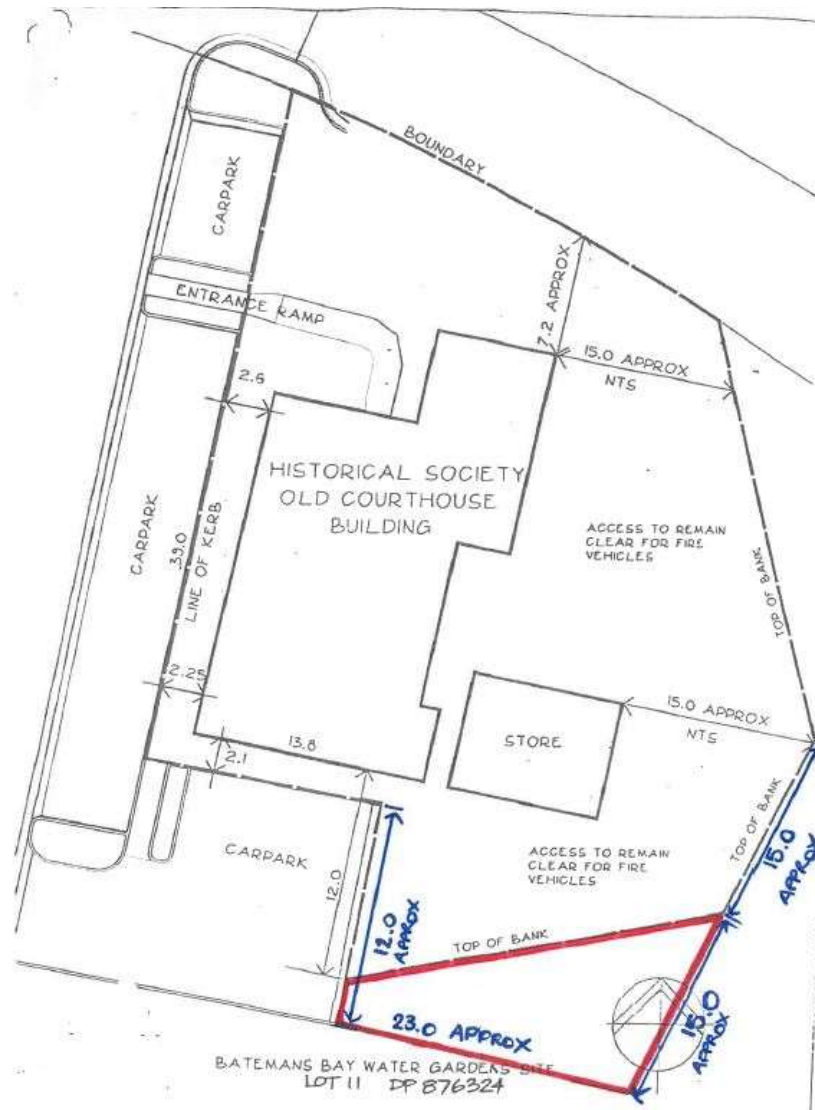 BOUNDARY
CARPARK
7.2 APPROX
ENTRANCE RAMP
15.0 APPROX
NTS
2.6
HISTORICAL SOCIETY
OLD COURTHOUSE
BUILDING
CARPARK
39.0
LINE OF KERB
ACCESS TO REMAIN
CLEAR FOR FIRE
VEHICLES
TOP OF BANK
2.25
15.0 APPROX
NTS
STORE
13.8
2.1
TOP OF BANK
15.0
APPROX
CARPARK
12.0
12.0
APPROX
ACCESS TO REMAIN
CLEAR FOR FIRE
VEHICLES
TOP OF BANK
23.0 APPROX
15.0
APPROX
BATEMANS BAY WATER GARDENS SITE
LOT 11 DP 876324